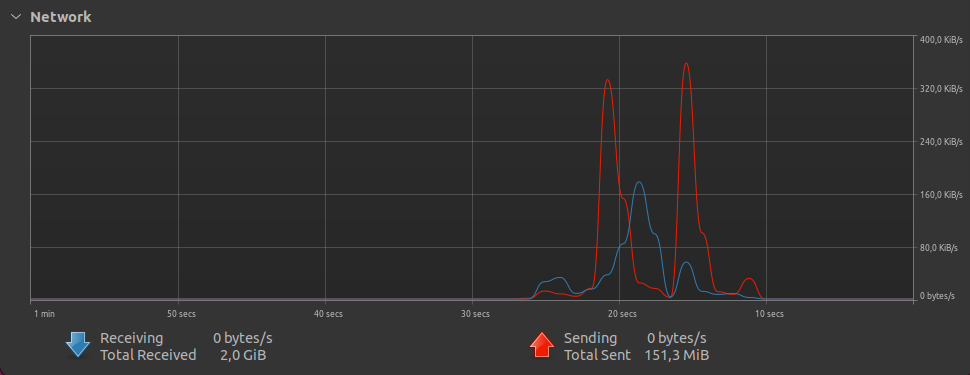 Network
400,0 KiB/s
320,0 KiB/s
240,0 KiB/s
160,0 KiB/s
80,0 KiB/s
0 bytes/s
1 min 50 secs 40 secs 30 secs 20 secs 10 secs
Receiving 0 bytes/s Sending 0 bytes/s
Total Received 2,0 GiB Total Sent 151,3 MiB